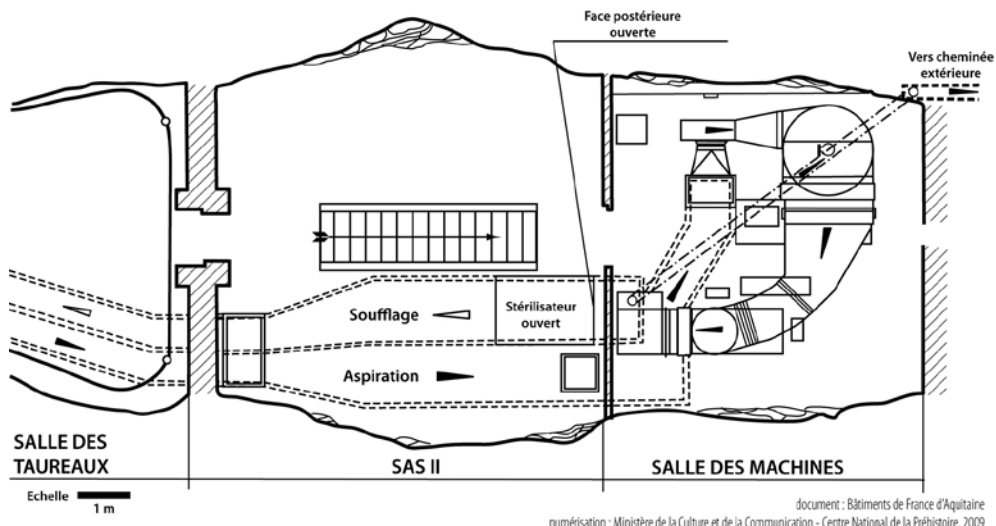 Face postérieure
ouverte
Vers cheminée
extérieure
Soufflage
Stérilisateur
ouvert
Aspiration
SALLE DES
TAUREAUX
SAS II
SALLE DES MACHINES
Echelle
1 m
document : Bâtiments de France d'Aquitaine
numérisation : Ministère de la Culture et de la Communication - Centre National de la Préhistoire, 2009